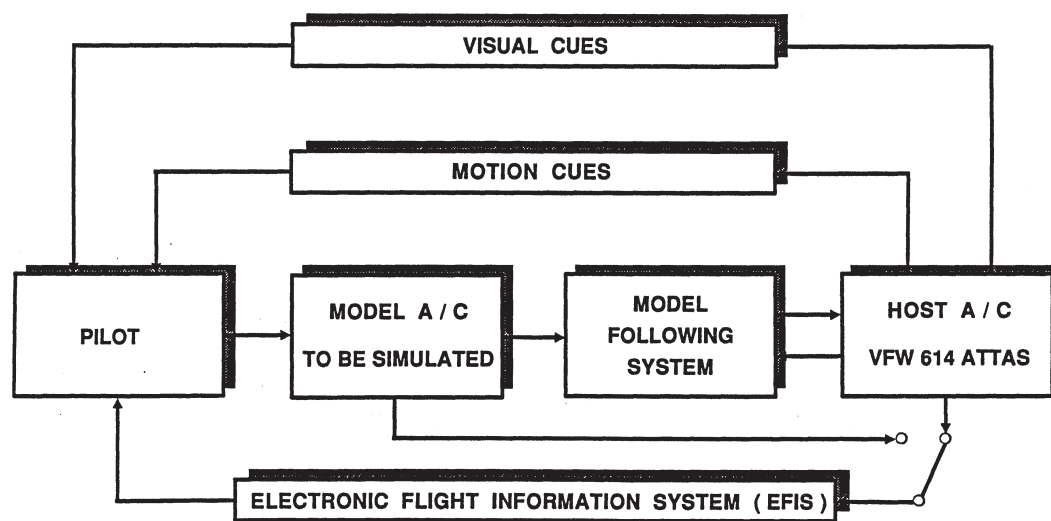 VISUAL CUES
MOTION CUES
PILOT
MODEL A / C
TO BE SIMULATED
MODEL
FOLLOWING
SYSTEM
HOST A / C
VFW 614 ATTAS
ELECTRONIC FLIGHT INFORMATION SYSTEM ( EFIS )